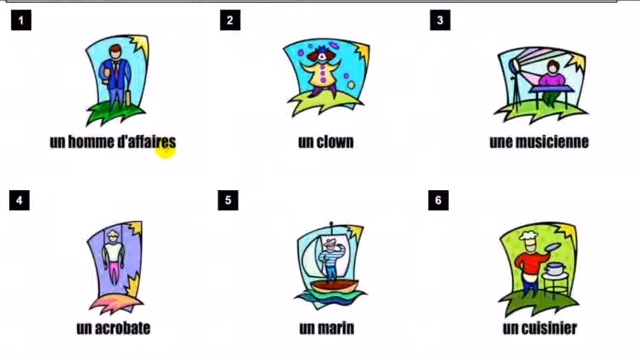 1
2
3
un homme d'affaires
un clown
une musicienne
4
5
6
un acrobate
un marin
un cuisinier